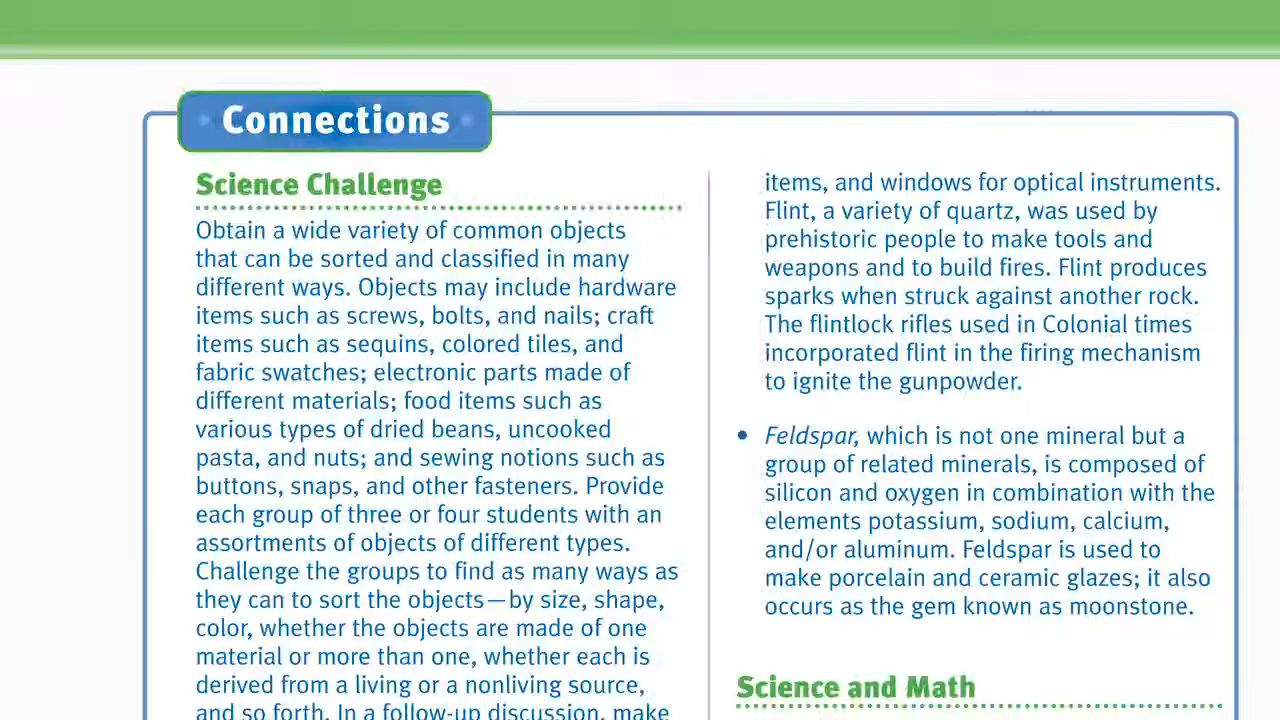 Connections
Science Challenge
Obtain a wide variety of common objects
that can be sorted and classified in many
different ways. Objects may include hardware
items such as screws, bolts, and nails; craft
items such as sequins, colored tiles, and
fabric swatches; electronic parts made of
different materials; food items such as
various types of dried beans, uncooked
pasta, and nuts; and sewing notions such as
buttons, snaps, and other fasteners. Provide
each group of three or four students with an
assortments of objects of different types.
Challenge the groups to find as many ways as
they can to sort the objects—by size, shape,
color, whether the objects are made of one
material or more than one, whether each is
derived from a living or a nonliving source,
and so forth. In a follow-up discussion, make
items, and windows for optical instruments.
Flint, a variety of quartz, was used by
prehistoric people to make tools and
weapons and to build fires. Flint produces
sparks when struck against another rock.
The flintlock rifles used in Colonial times
incorporated flint in the firing mechanism
to ignite the gunpowder.
• Feldspar, which is not one mineral but a
group of related minerals, is composed of
silicon and oxygen in combination with the
elements potassium, sodium, calcium,
and/or aluminum. Feldspar is used to
make porcelain and ceramic glazes; it also
occurs as the gem known as moonstone.
Science and Math